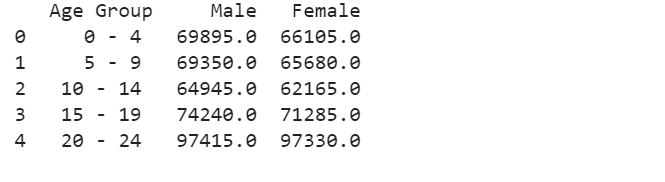 Age Group Male Female
0 0 - 4 69895.0 66105.0
1 5 - 9 69350.0 65680.0
2 10 - 14 64945.0 62165.0
3 15 - 19 74240.0 71285.0
4 20 - 24 97415.0 97330.0